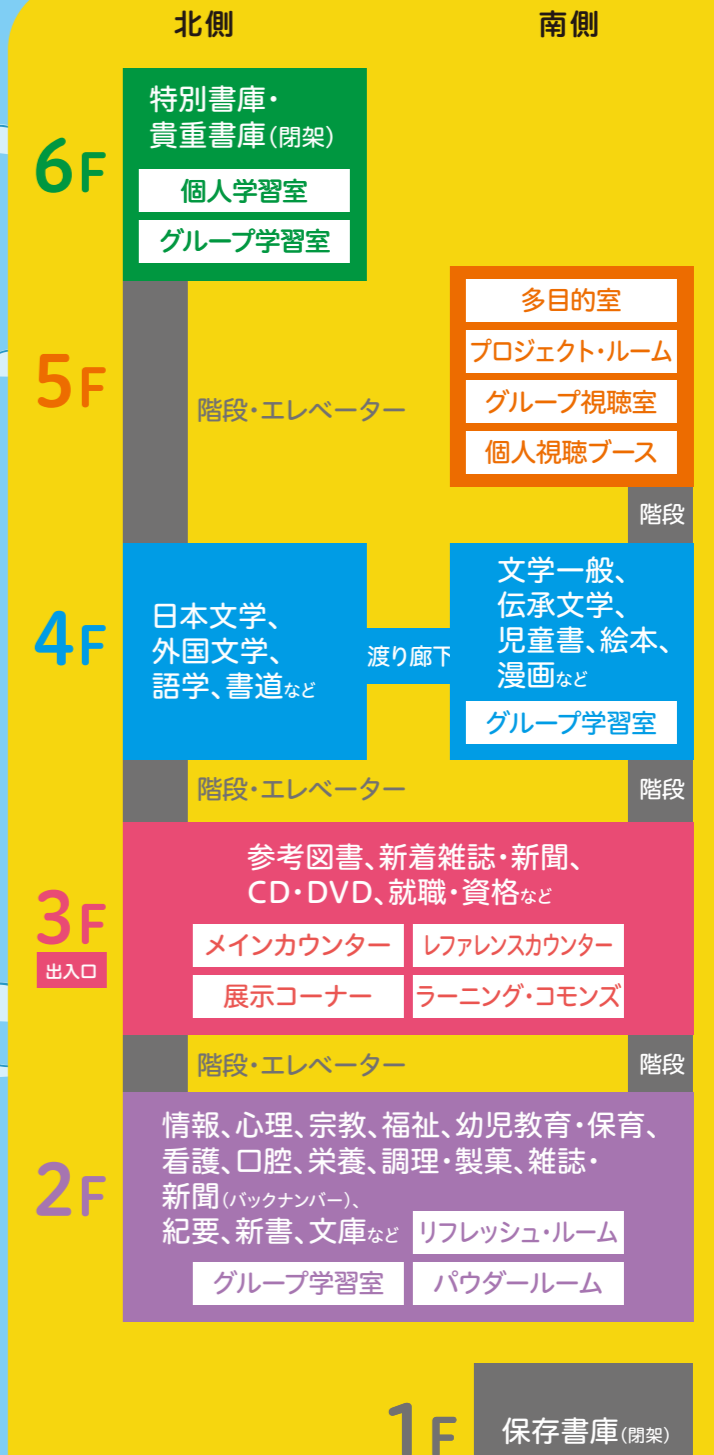 北側
南側
6F
特別書庫・
貴重書庫(閉架)
個人学習室
グループ学習室
5F
階段・エレベーター
多目的室
プロジェクト・ルーム
グループ視聴室
個人視聴ブース
階段
4F
日本文学、
外国文学、
語学、書道など
渡り廊下
文学一般、
伝承文学、
児童書、絵本、
漫画など
グループ学習室
階段・エレベーター
階段
3F
出入口
参考図書、新着雑誌・新聞、
CD・DVD、就職・資格など
メインカウンター
レファレンスカウンター
展示コーナー
ラーニング・コモンズ
階段・エレベーター
階段
2F
情報、心理、宗教、福祉、幼児教育・保育、
看護、口腔、栄養、調理・製菓、雑誌・
新聞(バックナンバー)、
紀要、新書、文庫など
リフレッシュ・ルーム
グループ学習室
パウダールーム
1F
保存書庫(閉架)